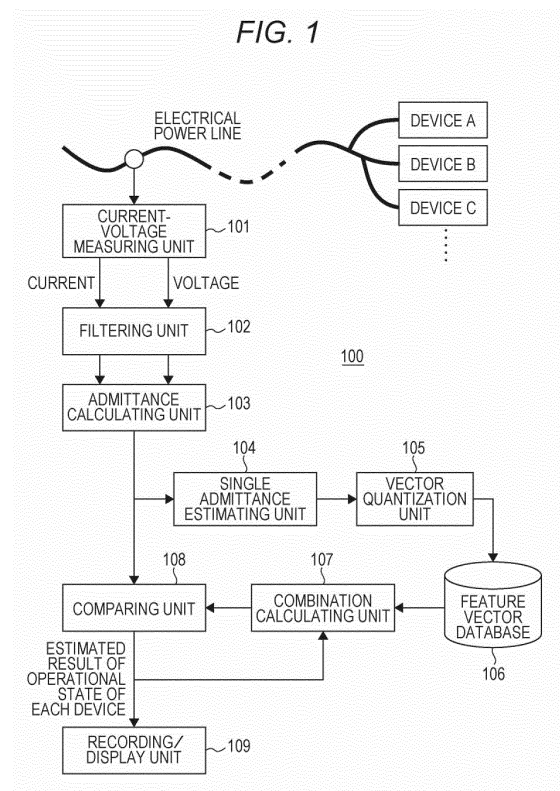 FIG. 1
ELECTRICAL
POWER LINE
DEVICE A
DEVICE B
DEVICE C
CURRENT-
VOLTAGE
MEASURING UNIT
101
CURRENT
VOLTAGE
FILTERING UNIT
102
100
ADMITTANCE
CALCULATING UNIT
103
104
SINGLE
ADMITTANCE
ESTIMATING UNIT
105
VECTOR
QUANTIZATION
UNIT
108
COMPARING UNIT
107
COMBINATION
CALCULATING UNIT
FEATURE
VECTOR
DATABASE
106
ESTIMATED
RESULT OF
OPERATIONAL
STATE OF
EACH DEVICE
RECORDING/
DISPLAY UNIT
109